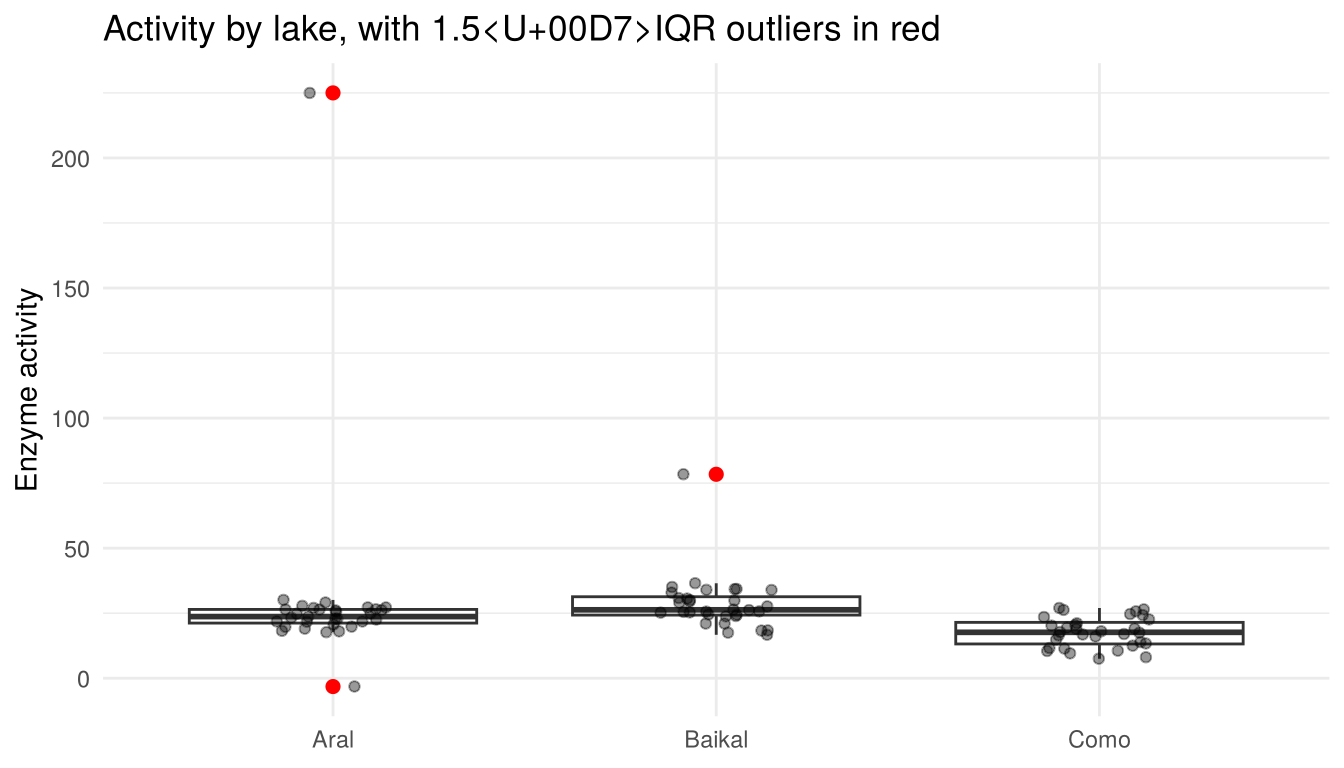 Activity by lake, with 1.5<U+00D7>IQR outliers in red
Enzyme activity
200
150
100
50
0
Aral Baikal Como